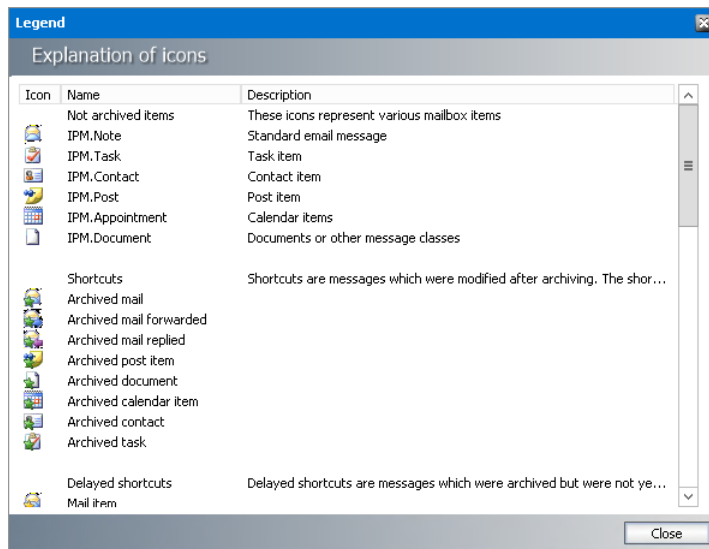 Legend
Explanation of icons
Icon Name Description
Not archived items These icons represent various mailbox items
IPM.Note Standard email message
IPM.Task Task item
IPM.Contact Contact item
IPM.Post Post item
IPM.Appointment Calendar items
IPM.Document Documents or other message classes
Shortcuts Shortcuts are messages which were modified after archiving. The shor...
Archived mail
Archived mail forwarded
Archived mail replied
Archived post item
Archived document
Archived calendar item
Archived contact
Archived task
Delayed shortcuts Delayed shortcuts are messages which were archived but were not ye...
Mail item
Close